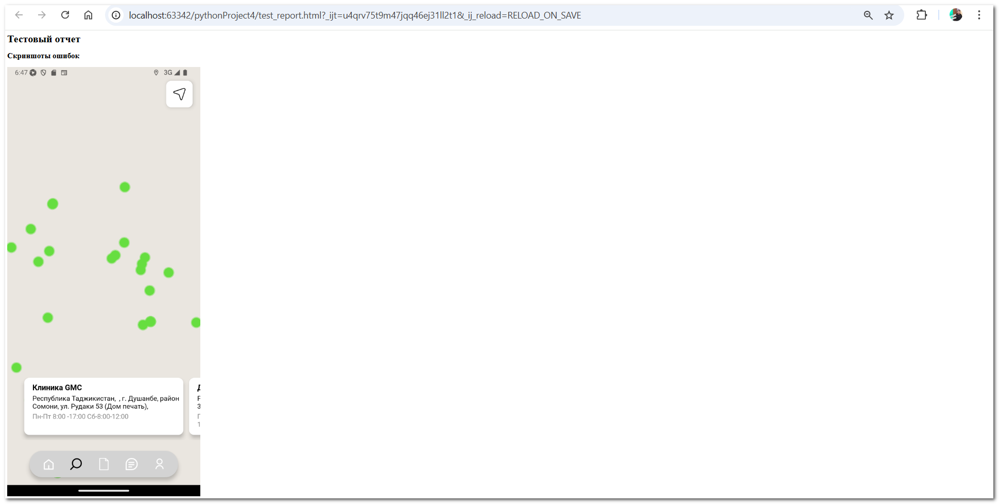 localhost:63342/pythonProject4/test_report.html?_ijt=u4qrv75t9m47jqq46ej31ll2t1&_ij_reload=RELOAD_ON_SAVE
Тестовый отчет
Скриншоты ошибок
6:47 3G
Клиника GMC
Республика Таджикистан, , г. Душанбе, район
Сомони, ул. Рудаки 53 (Дом печать),
Пн-Пт 8:00 -17:00 Сб-8:00-12:00